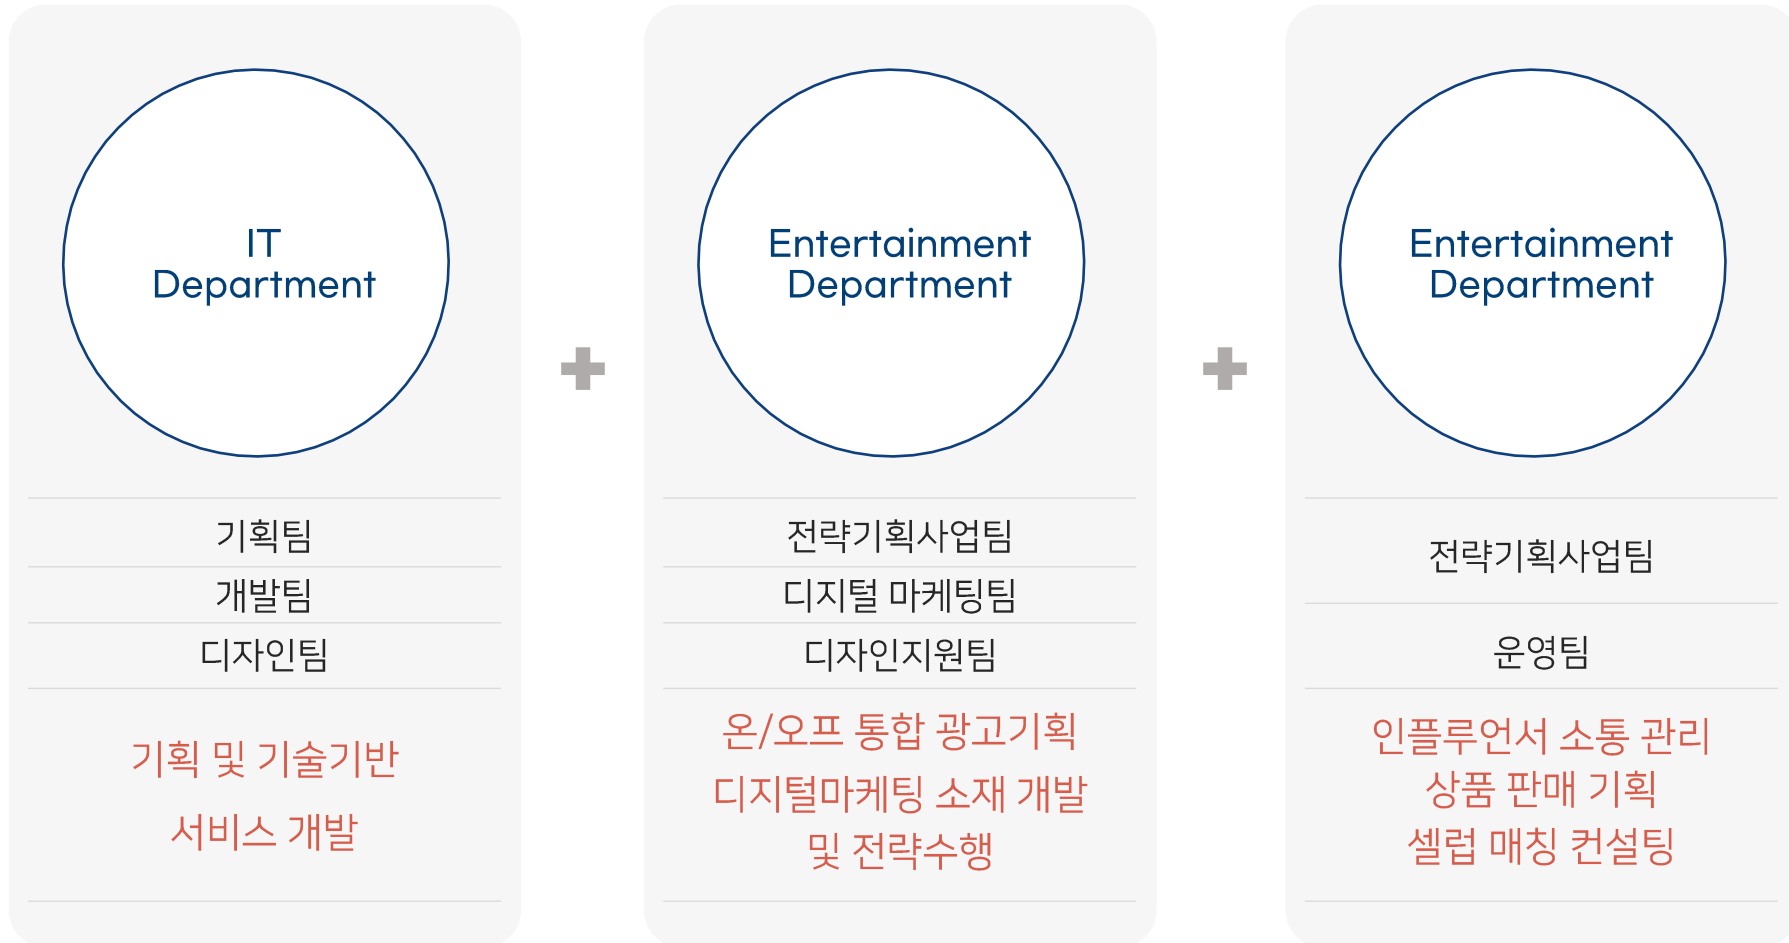 IT
Department
기획팀
개발팀
디자인팀
기획 및 기술기반
서비스 개발
Entertainment
Department
전략기획사업팀
디지털 마케팅팀
디자인지원팀
온/오프 통합 광고기획
디지털마케팅 소재 개발
및 전략수행
Entertainment
Department
전략기획사업팀
운영팀
인플루언서 소통 관리
상품 판매 기획
셀럽 매칭 컨설팅